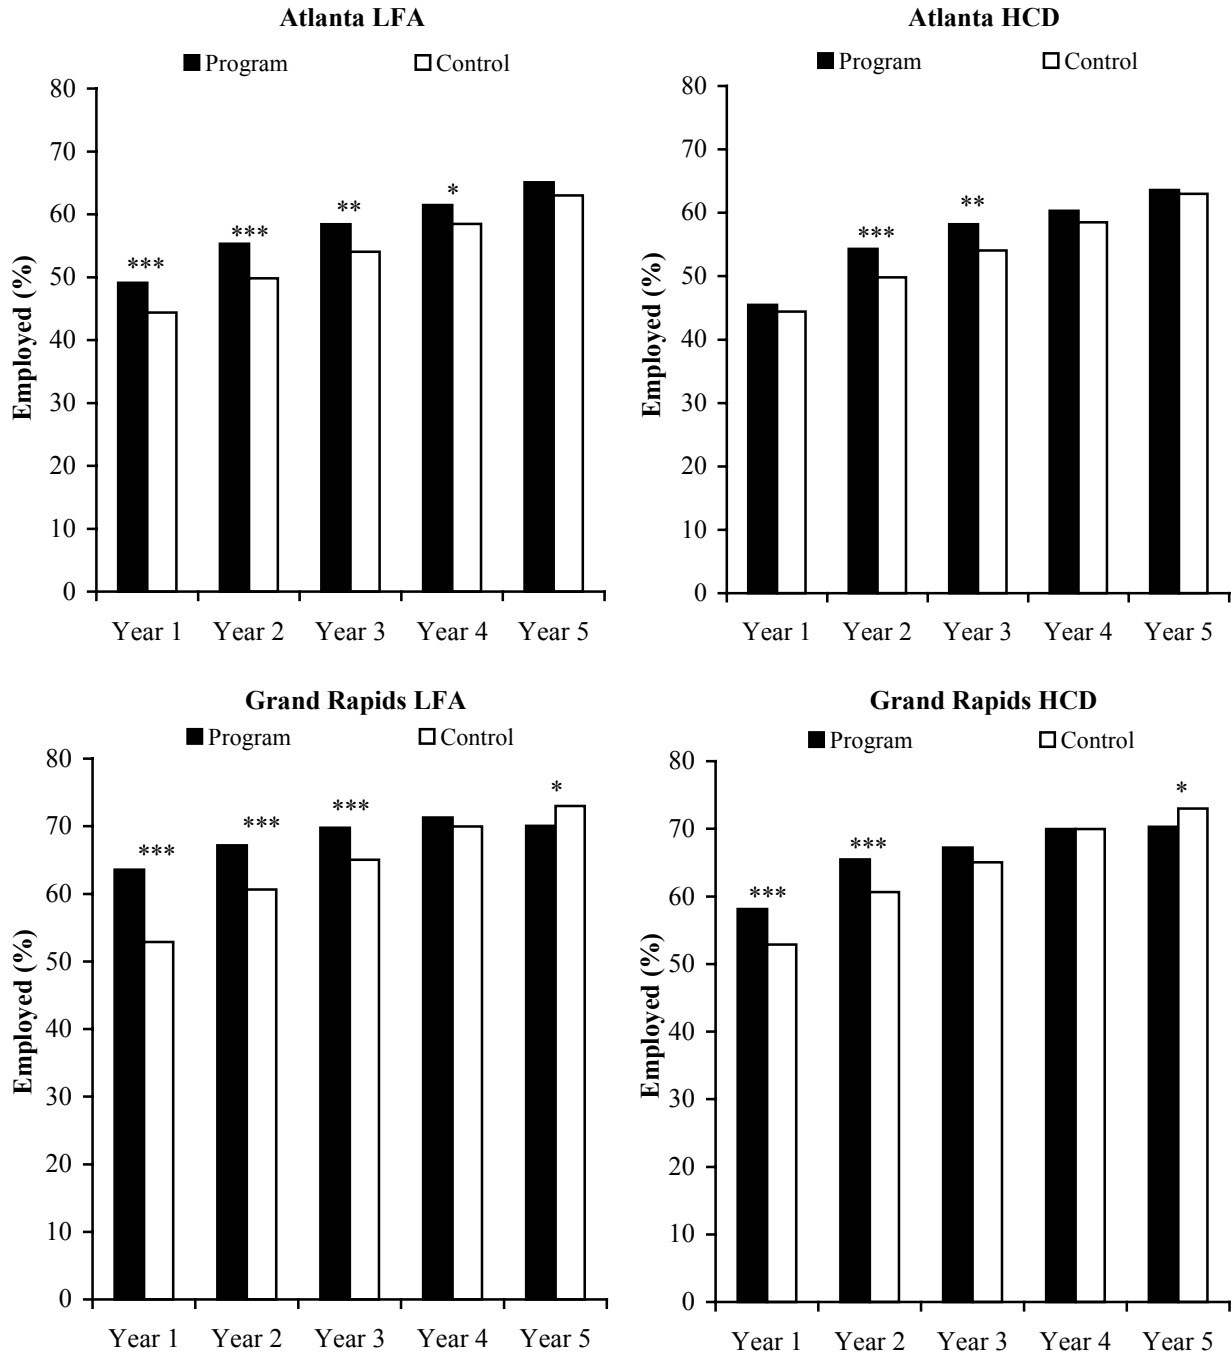 Atlanta LFA
Program Control
80
70
60
50
40
30
20
10
0
Employed (%)
*** *** ** *
Year 1 Year 2 Year 3 Year 4 Year 5
Atlanta HCD
Program Control
80
70
60
50
40
30
20
10
0
Employed (%)
*** **
Year 1 Year 2 Year 3 Year 4 Year 5
Grand Rapids LFA
Program Control
80
70
60
50
40
30
20
10
0
Employed (%)
*** *** *** *
Year 1 Year 2 Year 3 Year 4 Year 5
Grand Rapids HCD
Program Control
80
70
60
50
40
30
20
10
0
Employed (%)
*** *** *
Year 1 Year 2 Year 3 Year 4 Year 5